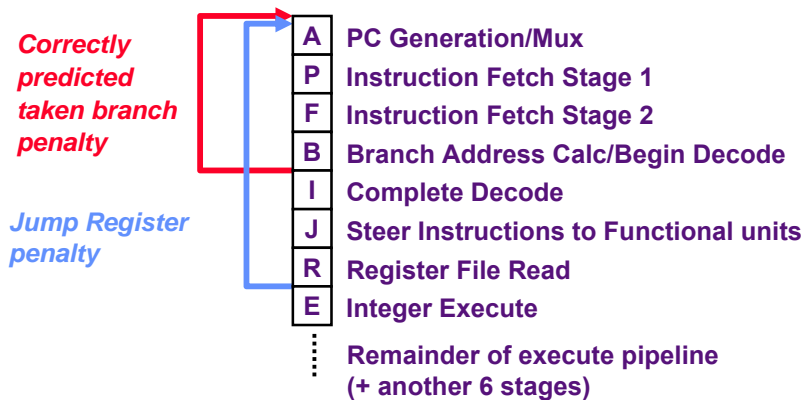 Correctly
predicted
taken branch
penalty
Jump Register
penalty
A PC Generation/Mux
P Instruction Fetch Stage 1
F Instruction Fetch Stage 2
B Branch Address Calc/Begin Decode
I Complete Decode
J Steer Instructions to Functional units
R Register File Read
E Integer Execute
Remainder of execute pipeline
(+ another 6 stages)